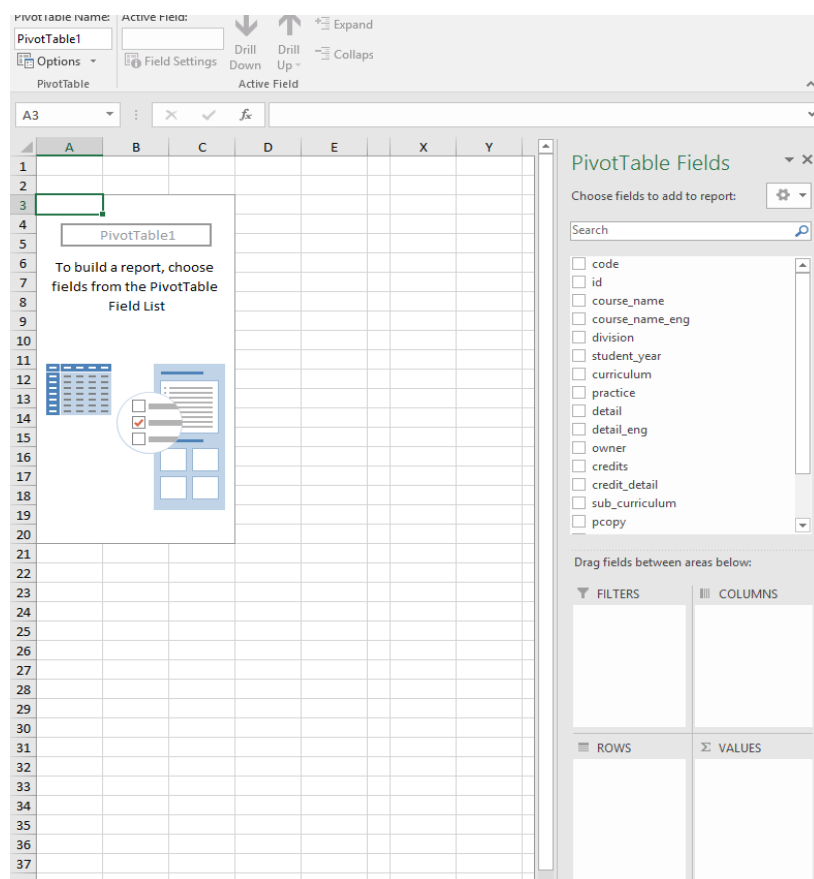 PivotTable Name: Active Field:
PivotTable1
Options Field Settings Drill Down Drill Up Expand Collaps
PivotTable Active Field
A3 fx
A B C D E X Y
1
2
3
4
5
6
7
8
9
10
11
12
13
14
15
16
17
18
19
20
21
22
23
24
25
26
27
28
29
30
31
32
33
34
35
36
37
PivotTable1
To build a report, choose
fields from the PivotTable
Field List
PivotTable Fields
Choose fields to add to report:
Search
code
id
course_name
course_name_eng
division
student_year
curriculum
practice
detail
detail_eng
owner
credits
credit_detail
sub_curriculum
pcopy
Drag fields between areas below:
FILTERS
COLUMNS
ROWS
Σ VALUES